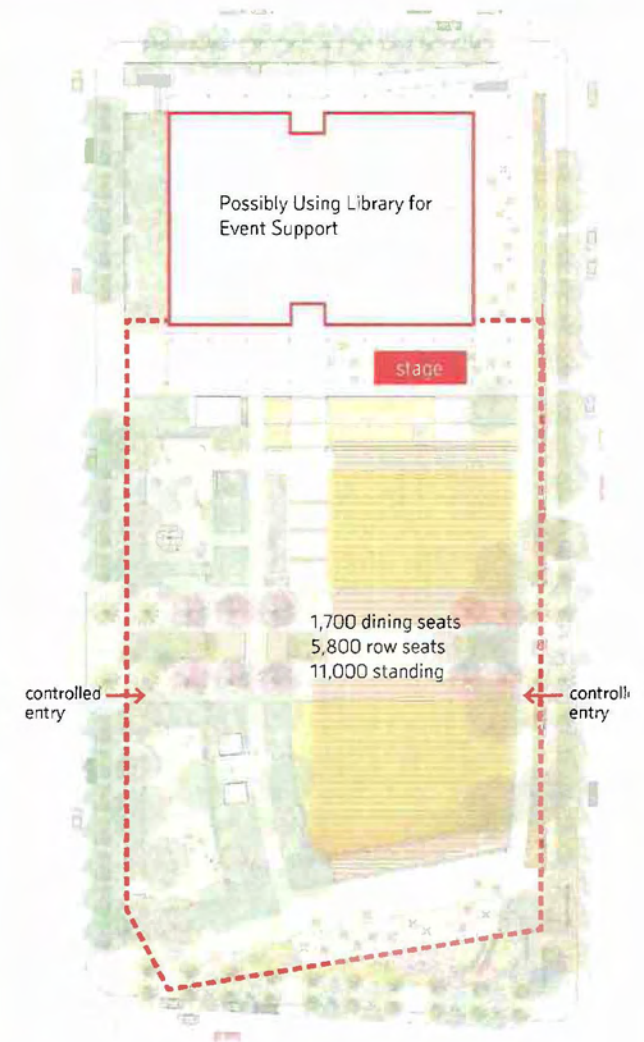 Possibly Using Library for
Event Support
stage
1,700 dining seats
5,800 row seats
11,000 standing
controlled
entry
controll
entry